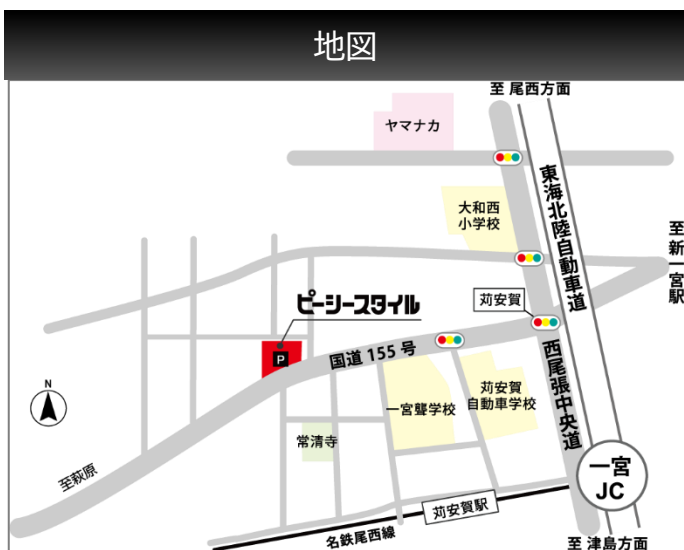 地図
至 尾西方面
ヤマナカ
東海北陸自動車道
大和西
小学校
至新一宮駅
苅安賀
ピーシースタイル
P
国道 155 号
西尾張中央道
N
一宮聾学校
苅安賀
自動車学校
常清寺
至萩原
一宮
JC
苅安賀駅
名鉄尾西線
至 津島方面